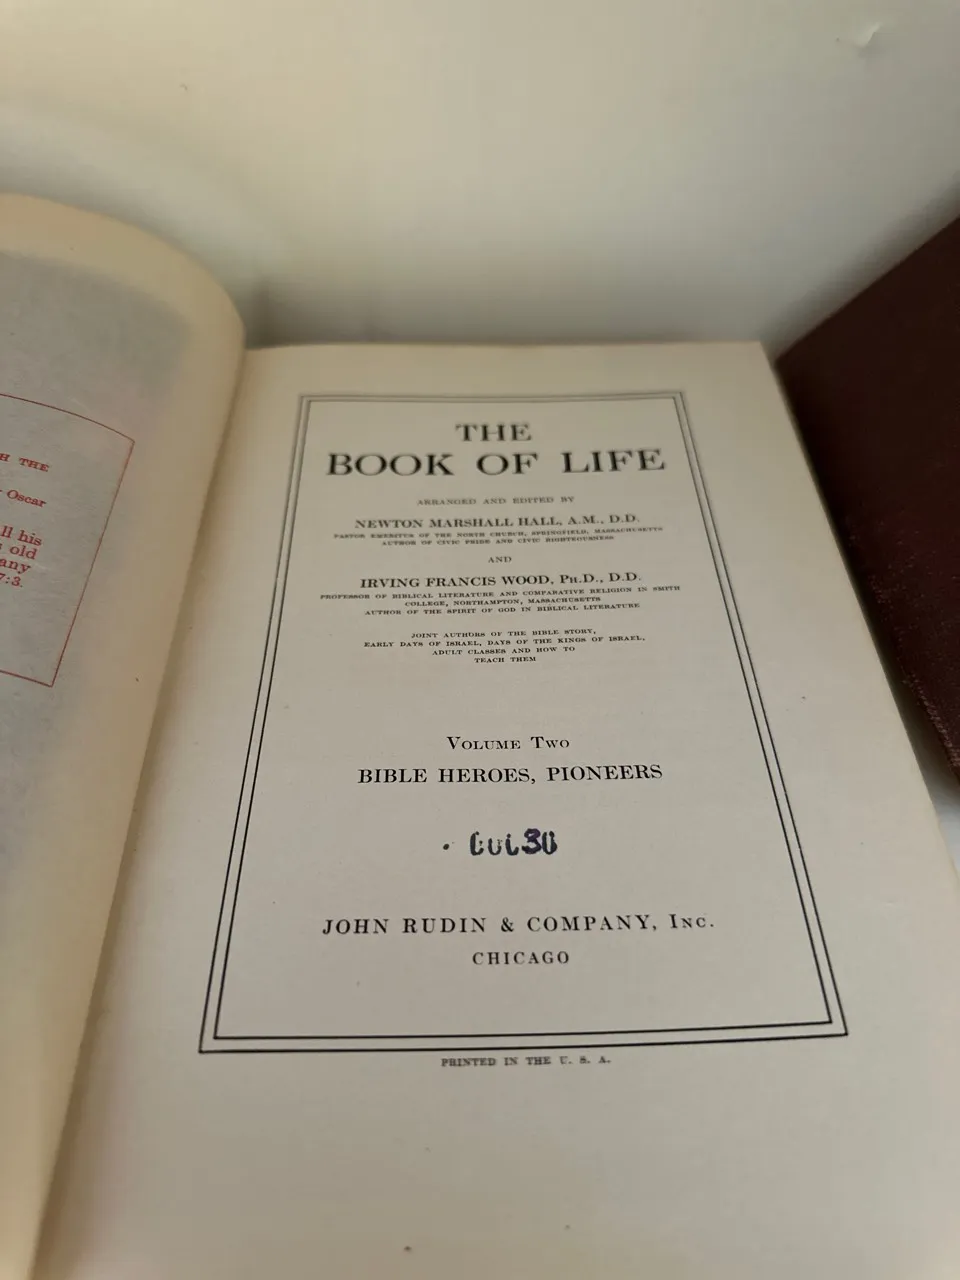 H THE
Oscar
ll his
old
any
7:3.
THE
BOOK OF LIFE
ARRANGED AND EDITED BY
NEWTON MARSHALL HALL, A.M., D.D.
PASTOR EMERITUS OF THE NORTH CHURCH, SPRINGFIELD, MASSACHUSETTS
AUTHOR OF CIVIC PRIDE AND CIVIC RIGHTEOUSNESS
AND
IRVING FRANCIS WOOD, PH.D., D.D.
PROFESSOR OF BIBLICAL LITERATURE AND COMPARATIVE RELIGION IN SMITH
COLLEGE, NORTHAMPTON, MASSACHUSETTS
AUTHOR OF THE SPIRIT OF GOD IN BIBLICAL LITERATURE
JOINT AUTHORS OF THE BIBLE STORY,
EARLY DAYS OF ISRAEL, DAYS OF THE KINGS OF ISRAEL,
ADULT CLASSES AND HOW TO
TEACH THEM
VOLUME TWO
BIBLE HEROES, PIONEERS
JOHN RUDIN & COMPANY, INC.
CHICAGO
PRINTED IN THE U. S. A.